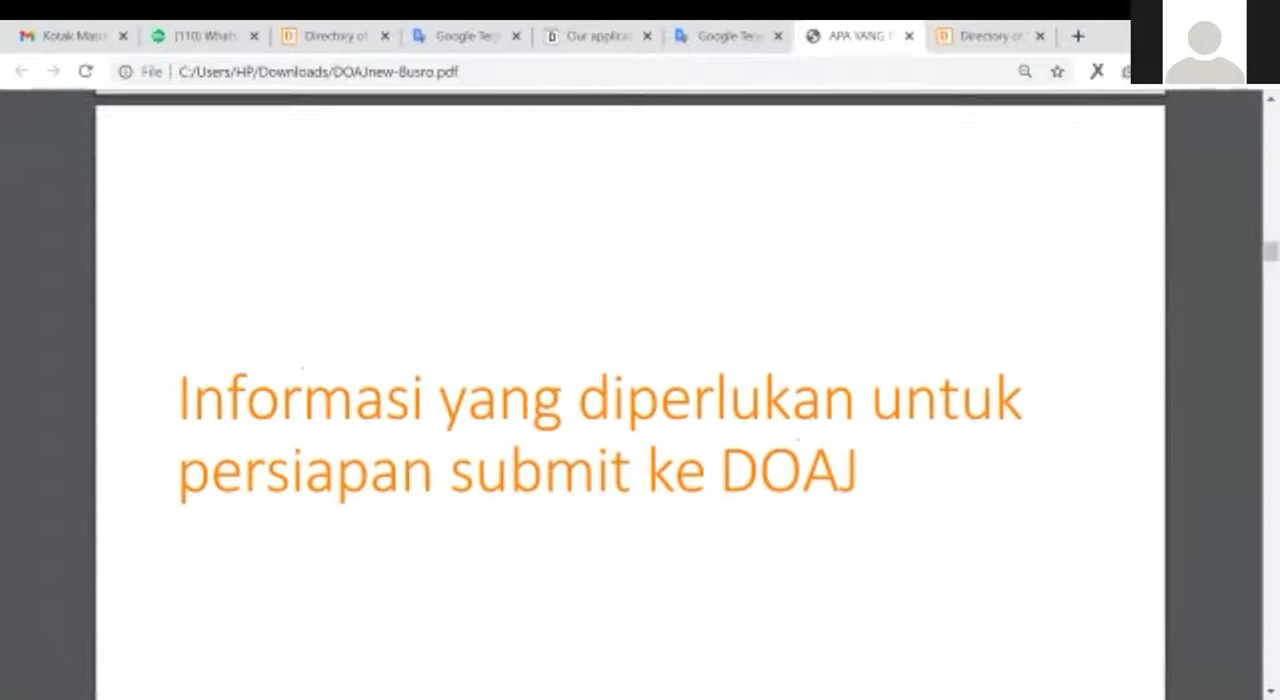 Kotak Masu
(110) Whats
Directory of
Google Terj
Our applica
Google Terj
APA YANG
Directory of
File
C:/Users/HP/Downloads/DOAJnew-Busro.pdf
Informasi yang diperlukan untuk
persiapan submit ke DOAJ